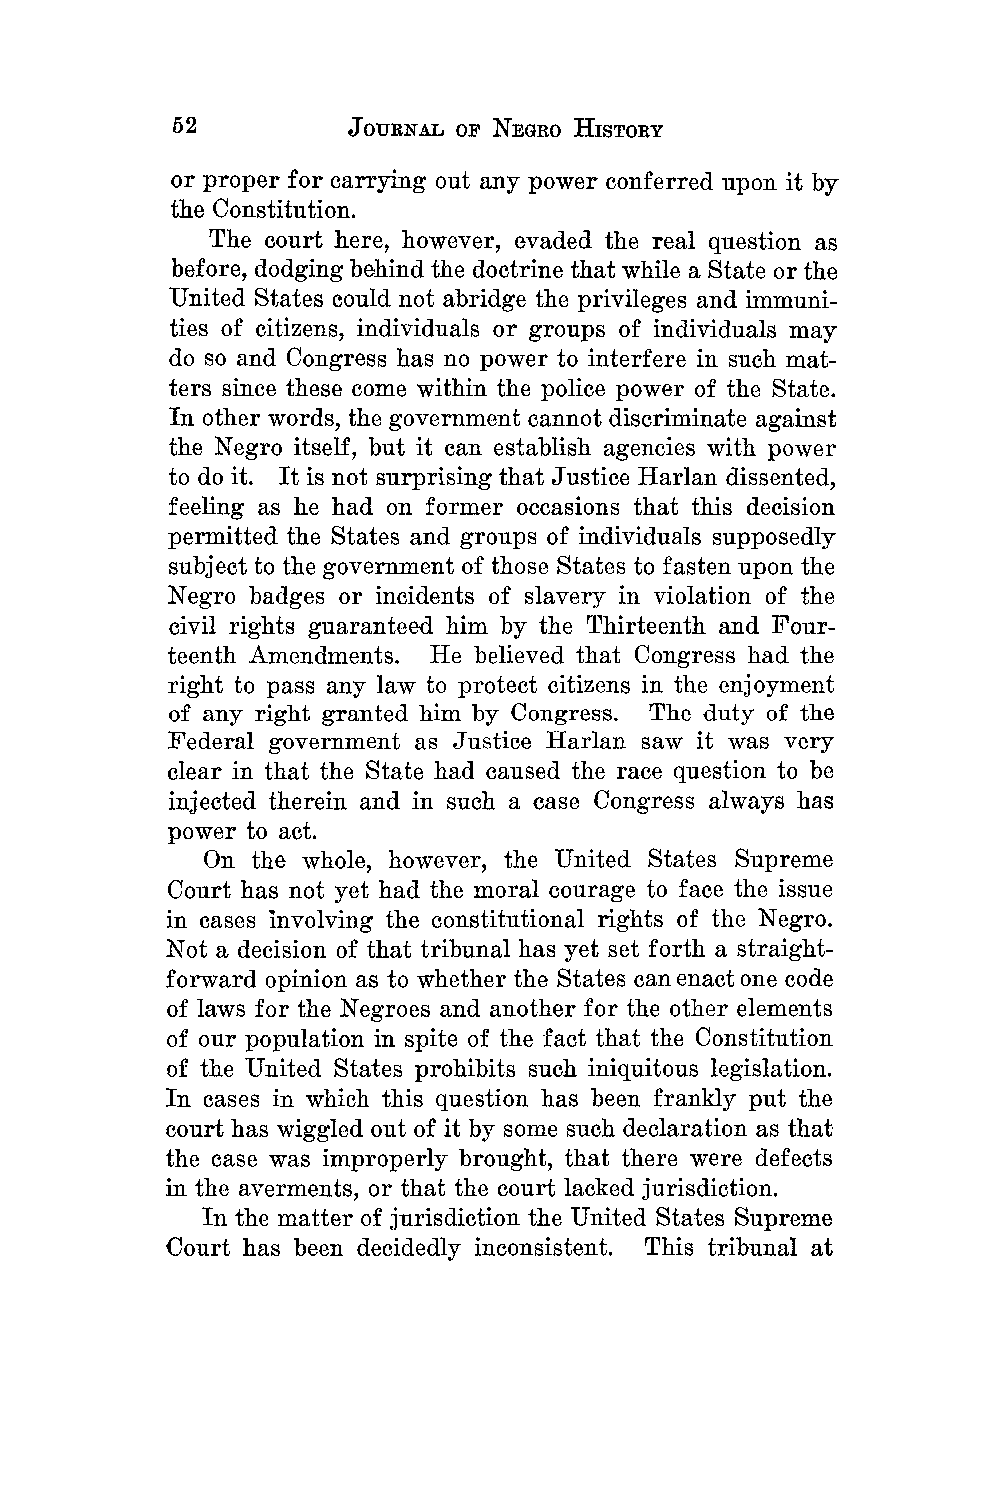 52 JOURNAL OF NEGRO HISTORY
or proper for carrying out any power conferred upon it by
the Constitution.
The court here, however, evaded the real question as
before, dodging behind the doctrine that while a State or the
United States could not abridge the privileges and immuni-
ties of citizens, individuals or groups of individuals may
do so and Congress has no power to interfere in such mat-
ters since these come within the police power of the State.
In other words, the government cannot discriminate against
the Negro itself, but it can establish agencies with power
to do it. It is not surprising that Justice Harlan dissented,
feeling as he had on former occasions that this decision
permitted the States and groups of individuals supposedly
subject to the government of those States to fasten upon the
Negro badges or incidents of slavery in violation of the
civil rights guaranteed him by the Thirteenth and Four-
teenth Amendments. He believed that Congress had the
right to pass any law to protect citizens in the enjoyment
of any right granted him by Congress. The duty of the
Federal government as Justice Harlan saw it was very
clear in that the State had caused the race question to be
injected therein and in such a case Congress always has
power to act.
On the whole, however, the United States Supreme
Court has not yet had the moral courage to face the issue
in cases involving the constitutional rights of the Negro.
Not a decision of that tribunal has yet set forth a straight-
forward opinion as to whether the States can enact one code
of laws for the Negroes and another for the other elements
of our population in spite of the fact that the Constitution
of the United States prohibits such iniquitous legislation.
In cases in which this question has been frankly put the
court has wiggled out of it by some such declaration as that
the case was improperly brought, that there were defects
in the averments, or that the court lacked jurisdiction.
In the matter of jurisdiction the United States Supreme
Court has been decidedly inconsistent. This tribunal at